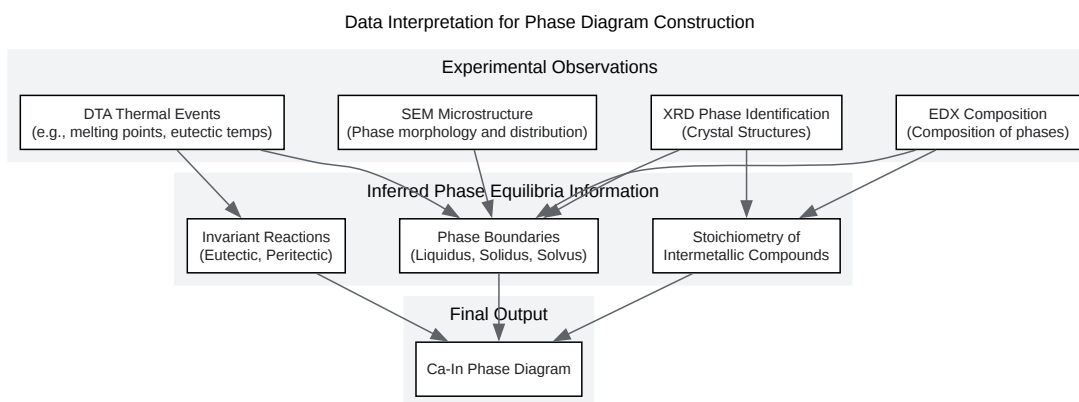 Data Interpretation for Phase Diagram Construction
Experimental Observations
DTA Thermal Events
(e.g., melting points, eutectic temps)
SEM Microstructure
(Phase morphology and distribution)
XRD Phase Identification
(Crystal Structures)
EDX Composition
(Composition of phases)
Inferred Phase Equilibria Information
Invariant Reactions
(Eutectic, Peritectic)
Phase Boundaries
(Liquidus, Solidus, Solvus)
Stoichiometry of
Intermetallic Compounds
Final Output
Ca-In Phase Diagram